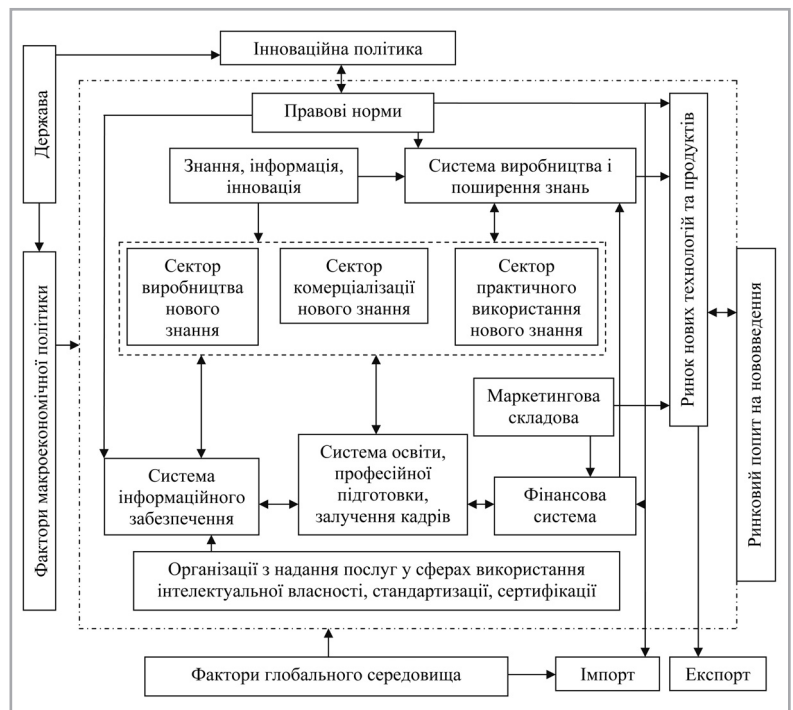 Інноваційна політика
Держава
Правові норми
Знання, інформація,
інновація
Система виробництва і
поширення знань
Ринок нових технологій та продуктів
Сектор
виробництва
нового
знання
Сектор
комерціалізації
нового знання
Сектор
практичного
використання
нового знання
Фактори макроекономічної політики
Ринковий попит на нововведення
Маркетингова
складова
Система
інформаційного
забезпечення
Система освіти,
професійної
підготовки,
залучення кадрів
Фінансова
система
Організації з надання послуг у сферах використання
інтелектуальної власності, стандартизації, сертифікації
Фактори глобального середовища
Імпорт
Експорт